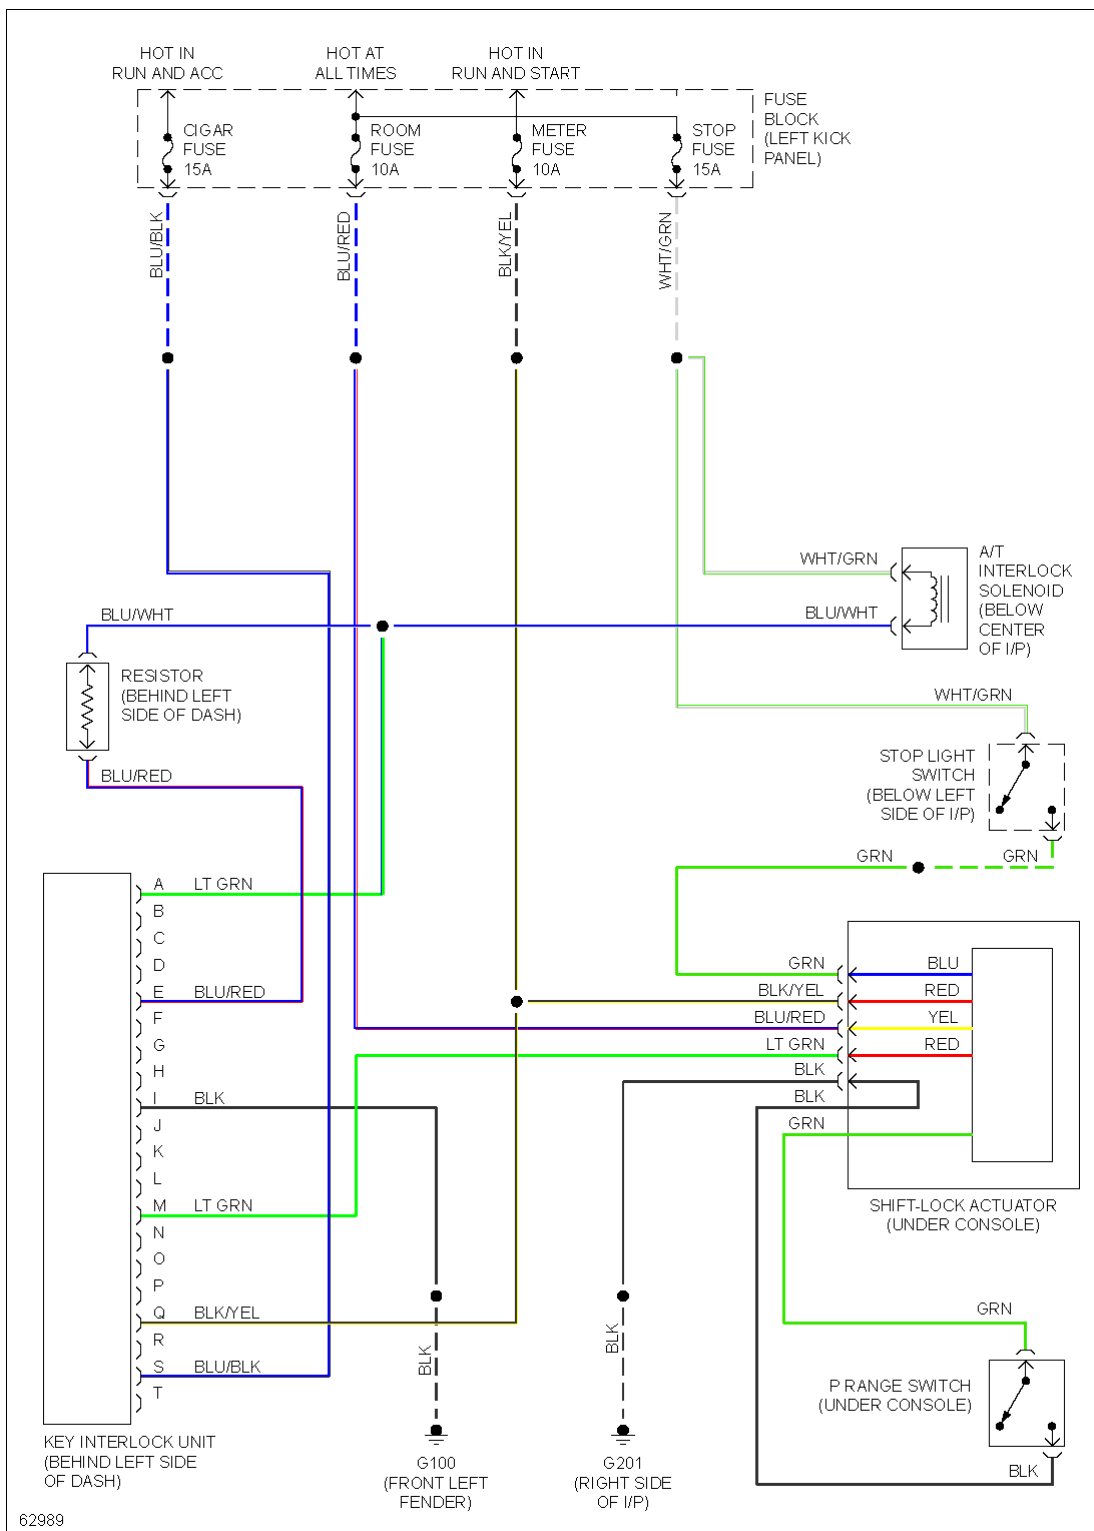 HOT IN
RUN AND ACC
HOT AT
ALL TIMES
HOT IN
RUN AND START
FUSE
BLOCK
(LEFT KICK
PANEL)
CIGAR
FUSE
15A
ROOM
FUSE
10A
METER
FUSE
10A
STOP
FUSE
15A
BLU/BLK
BLU/RED
BLK/YEL
WHT/GRN
WHT/GRN
BLU/WHT
A/T
INTERLOCK
SOLENOID
(BELOW
CENTER
OF I/P)
BLU/WHT
RESISTOR
(BEHIND LEFT
SIDE OF DASH)
BLU/RED
WHT/GRN
STOP LIGHT
SWITCH
(BELOW LEFT
SIDE OF I/P)
GRN
GRN
A LT GRN
B
C
D
E BLU/RED
F
G
H
I BLK
J
K
L
M LT GRN
N
O
P
Q BLK/YEL
R
S BLU/BLK
T
KEY INTERLOCK UNIT
(BEHIND LEFT SIDE
OF DASH)
GRN BLU
BLK/YEL RED
BLU/RED YEL
LT GRN RED
BLK
BLK
GRN
SHIFT-LOCK ACTUATOR
(UNDER CONSOLE)
BLK
G100
(FRONT LEFT
FENDER)
BLK
G201
(RIGHT SIDE
OF I/P)
GRN
P RANGE SWITCH
(UNDER CONSOLE)
BLK
62989